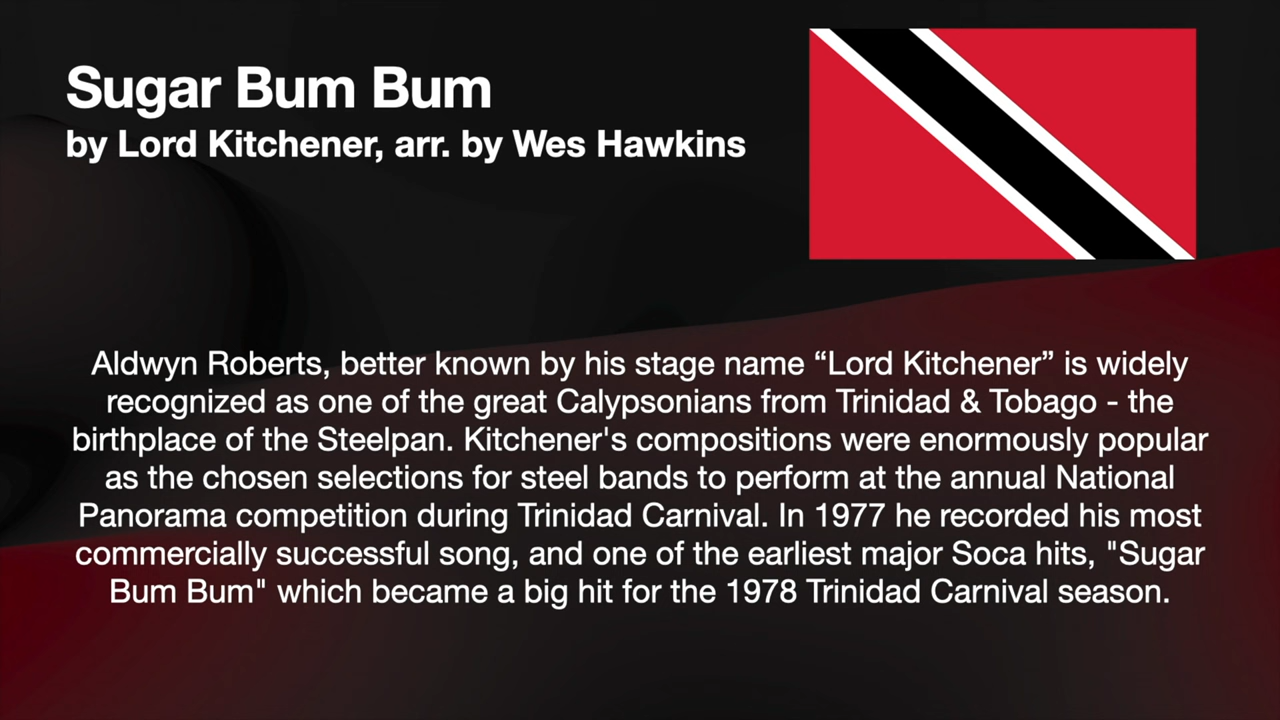 Sugar Bum Bum
by Lord Kitchener, arr. by Wes Hawkins
Aldwyn Roberts, better known by his stage name “Lord Kitchener” is widely
recognized as one of the great Calypsonians from Trinidad & Tobago - the
birthplace of the Steelpan. Kitchener's compositions were enormously popular
as the chosen selections for steel bands to perform at the annual National
Panorama competition during Trinidad Carnival. In 1977 he recorded his most
commercially successful song, and one of the earliest major Soca hits, "Sugar
Bum Bum" which became a big hit for the 1978 Trinidad Carnival season.